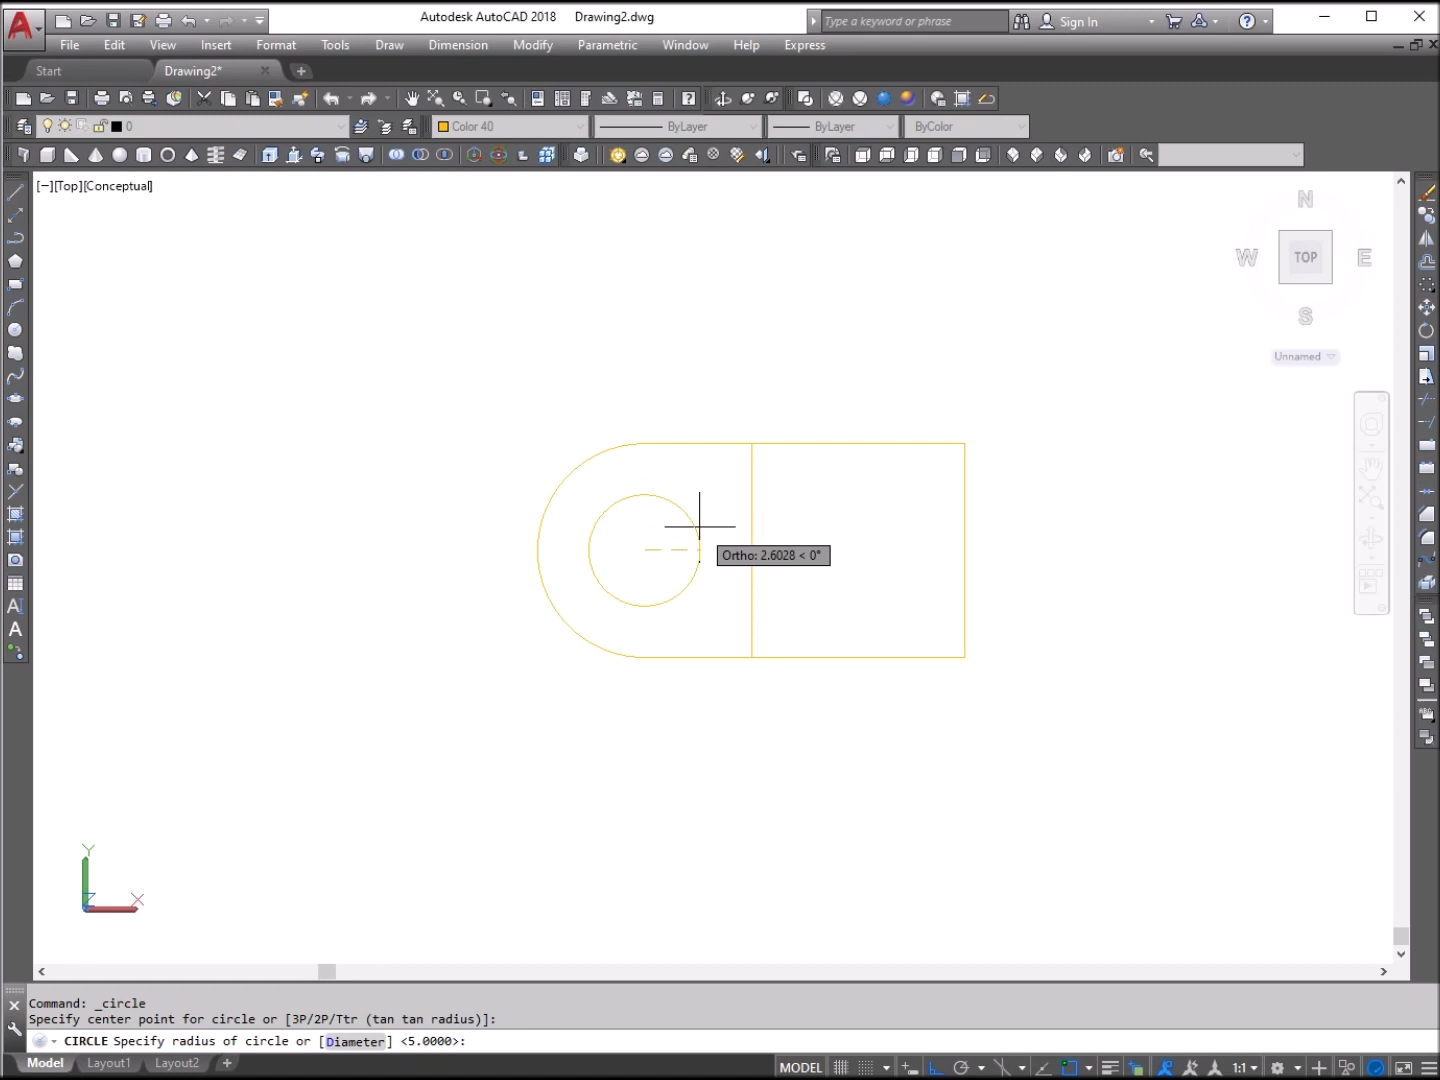 Autodesk AutoCAD 2018 Drawing2.dwg
Type a keyword or phrase
Sign In
File Edit View Insert Format Tools Draw Dimension Modify Parametric Window Help Express
Start
Drawing2*
0
Color 40
ByLayer
ByLayer
ByColor
[−][Top][Conceptual]
N
W
TOP
E
S
Unnamed
Ortho: 2.6028 < 0°
Y
X
Command: _circle
Specify center point for circle or [3P/2P/Ttr (tan tan radius)]:
CIRCLE Specify radius of circle or [Diameter] <5.0000>:
Model Layout1 Layout2 +
MODEL
1:1